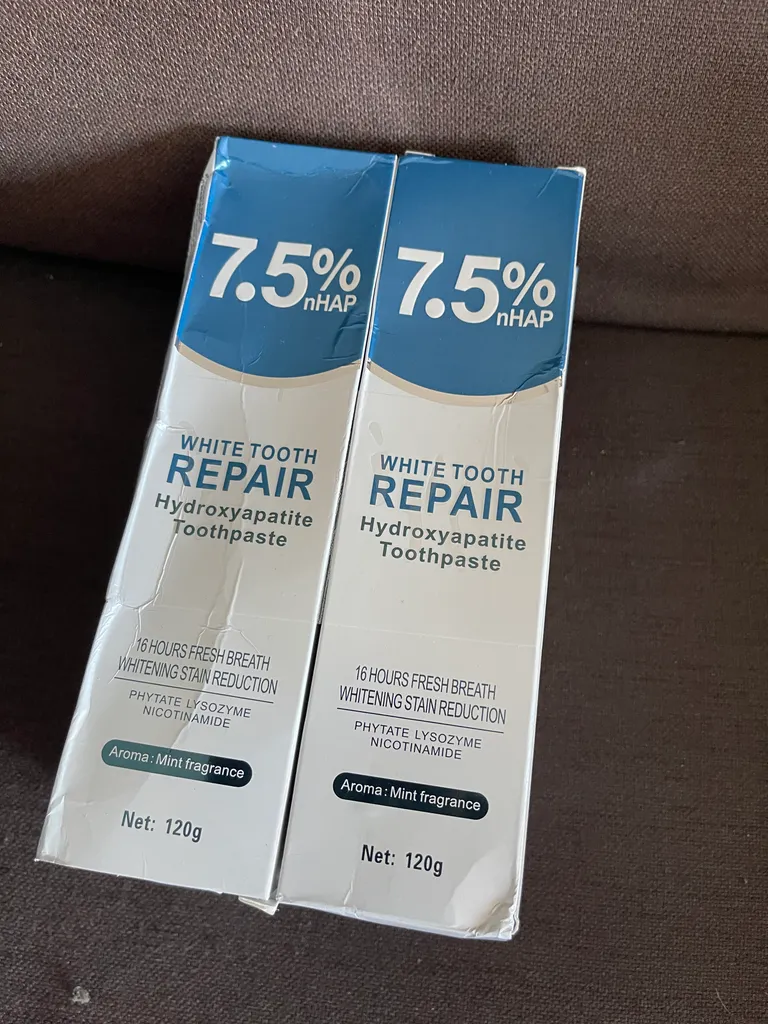 7.5%
nHAP
WHITE TOOTH
REPAIR
Hydroxyapatite
Toothpaste
16 HOURS FRESH BREATH
WHITENING STAIN REDUCTION
PHYTATE LYSOZYME
NICOTINAMIDE
Aroma : Mint fragrance
Net: 120g
7.5%
nHAP
WHITE TOOTH
REPAIR
Hydroxyapatite
Toothpaste
16 HOURS FRESH BREATH
WHITENING STAIN REDUCTION
PHYTATE LYSOZYME
NICOTINAMIDE
Aroma : Mint fragrance
Net: 120g